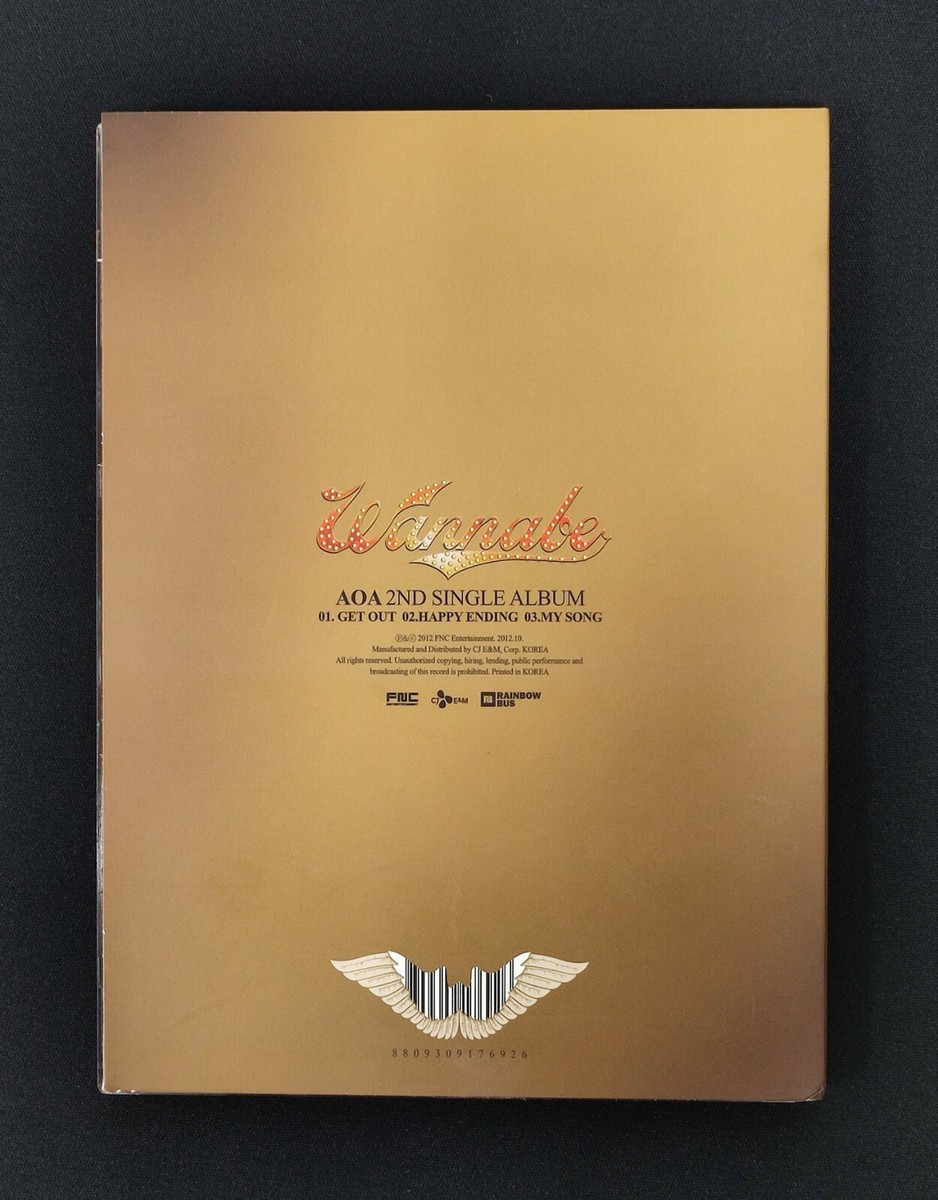 Wannabe
AOA 2ND SINGLE ALBUM
01. GET OUT 02.HAPPY ENDING 03.MY SONG
Ⓟ&ⓒ 2012 FNC Entertainment. 2012.10.
Manufactured and Distributed by CJ E&M, Corp. KOREA
All rights reserved. Unauthorized copying, hiring, lending, public performance and
broadcasting of this record is prohibited. Printed in KOREA
FNC CJ E&M RB RAINBOW
BUS
8809309176926